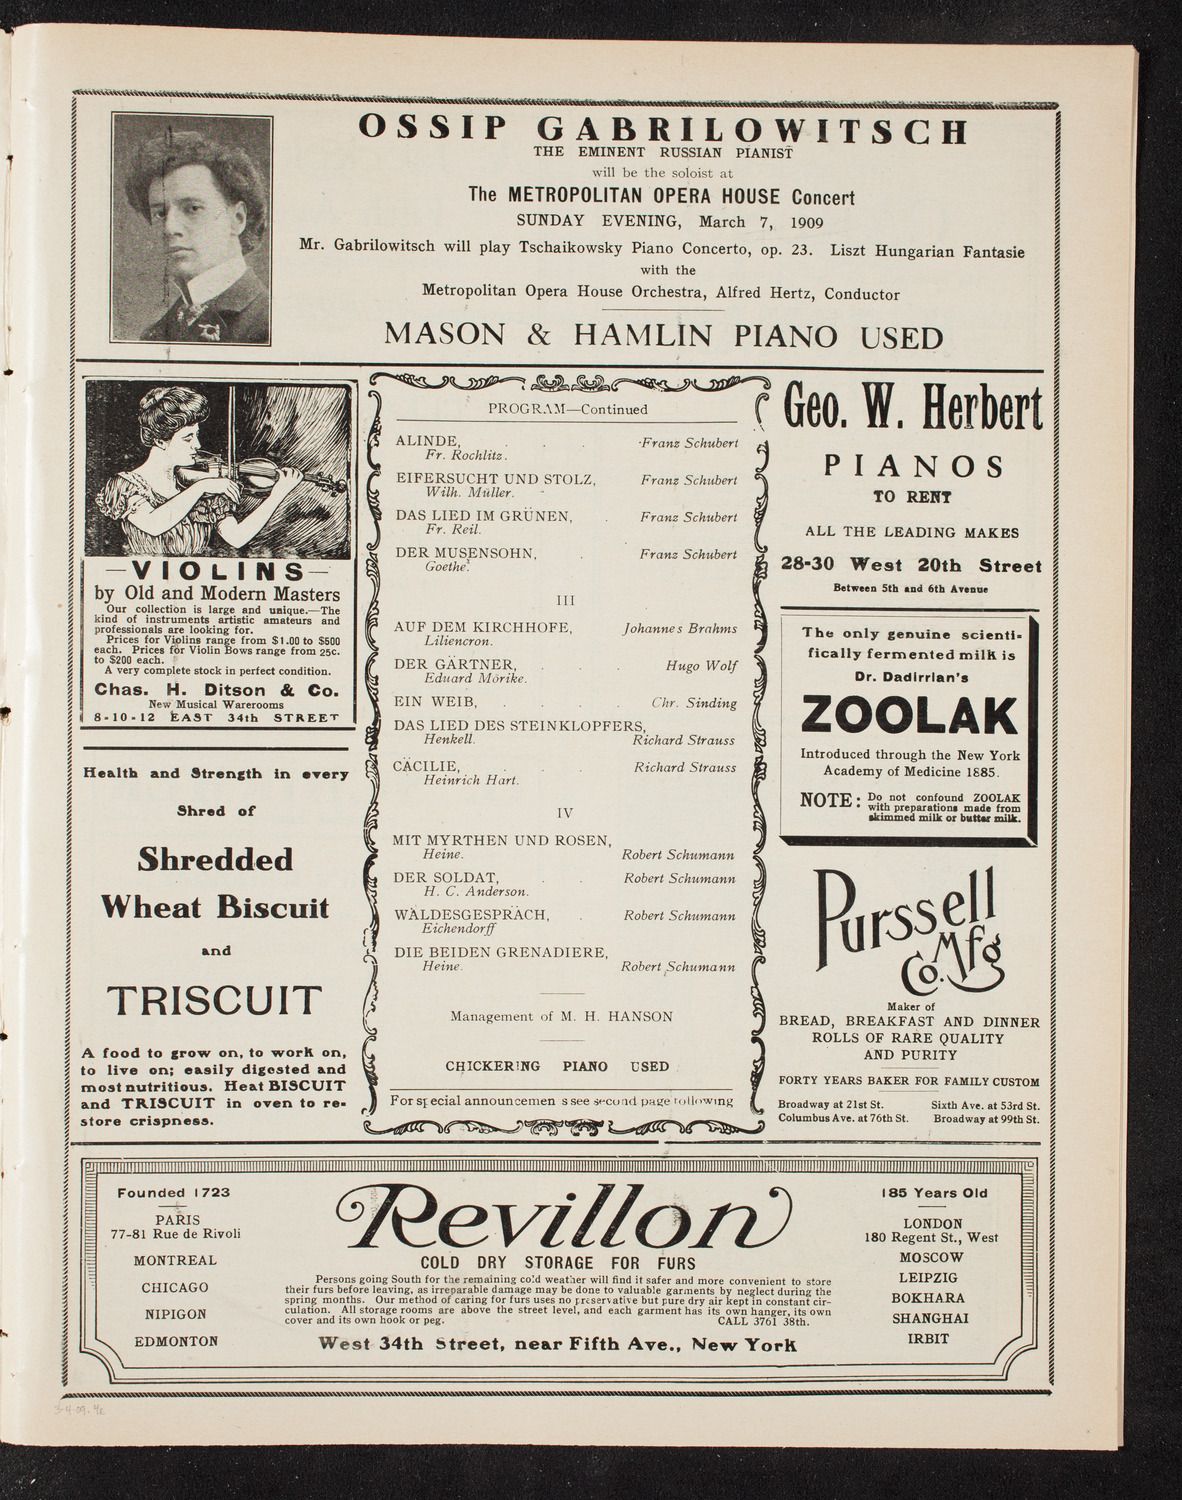 OSSIP GABRILOWITSCH
THE EMINENT RUSSIAN PIANIST
will be the soloist at
The METROPOLITAN OPERA HOUSE Concert
SUNDAY EVENING, March 7, 1909
Mr. Gabrilowitsch will play Tschaikowsky Piano Concerto, op. 23. Liszt Hungarian Fantasie
with the
Metropolitan Opera House Orchestra, Alfred Hertz, Conductor
MASON & HAMLIN PIANO USED
—VIOLINS—
by Old and Modern Masters
Our collection is large and unique.—The
kind of instruments artistic amateurs and
professionals are looking for.
Prices for Violins range from $1.00 to $500
each. Prices for Violin Bows range from 25c.
to $200 each.
A very complete stock in perfect condition.
Chas. H. Ditson & Co.
New Musical Warerooms
8-10-12 EAST 34th STREET
Health and Strength in every
Shred of
Shredded
Wheat Biscuit
and
TRISCUIT
A food to grow on, to work on,
to live on; easily digested and
most nutritious. Heat BISCUIT
and TRISCUIT in oven to re-
store crispness.
PROGRAM—Continued
ALINDE, . . . Franz Schubert
Fr. Rochlitz.
EIFERSUCHT UND STOLZ, Franz Schubert
Wilh. Müller.
DAS LIED IM GRÜNEN, . Franz Schubert
Fr. Reil.
DER MUSENSOHN, . Franz Schubert
Goethe.
III
AUF DEM KIRCHHOFE, Johannes Brahms
Liliencron.
DER GÄRTNER, . . . Hugo Wolf
Eduard Mörike.
EIN WEIB, . . . . Chr. Sinding
DAS LIED DES STEINKLOPFERS,
Henkell. Richard Strauss
CÄCILIE, . . . Richard Strauss
Heinrich Hart.
IV
MIT MYRTHEN UND ROSEN,
Heine. Robert Schumann
DER SOLDAT, . . Robert Schumann
H. C. Anderson.
WALDESGESPRÄCH, . Robert Schumann
Eichendorff
DIE BEIDEN GRENADIERE,
Heine. Robert Schumann
Management of M. H. HANSON
CHICKERING PIANO USED
For special announcemen s see second page following
Geo. W. Herbert
PIANOS
TO RENT
ALL THE LEADING MAKES
28-30 West 20th Street
Between 5th and 6th Avenue
The only genuine scienti-
fically fermented milk is
Dr. Dadirrian's
ZOOLAK
Introduced through the New York
Academy of Medicine 1885.
NOTE: Do not confound ZOOLAK
with preparations made from
skimmed milk or butter milk.
Purssell
Mfg
Co.
Maker of
BREAD, BREAKFAST AND DINNER
ROLLS OF RARE QUALITY
AND PURITY
FORTY YEARS BAKER FOR FAMILY CUSTOM
Broadway at 21st St. Sixth Ave. at 53rd St.
Columbus Ave. at 76th St. Broadway at 99th St.
Founded 1723
PARIS
77-81 Rue de Rivoli
MONTREAL
CHICAGO
NIPIGON
EDMONTON
Revillon
COLD DRY STORAGE FOR FURS
Persons going South for the remaining cold weather will find it safer and more convenient to store
their furs before leaving, as irreparable damage may be done to valuable garments by neglect during the
spring months. Our method of caring for furs uses no preservative but pure dry air kept in constant cir-
culation. All storage rooms are above the street level, and each garment has its own hanger, its own
cover and its own hook or peg. CALL 3761 38th.
West 34th Street, near Fifth Ave., New York
185 Years Old
LONDON
180 Regent St., West
MOSCOW
LEIPZIG
BOKHARA
SHANGHAI
IRBIT